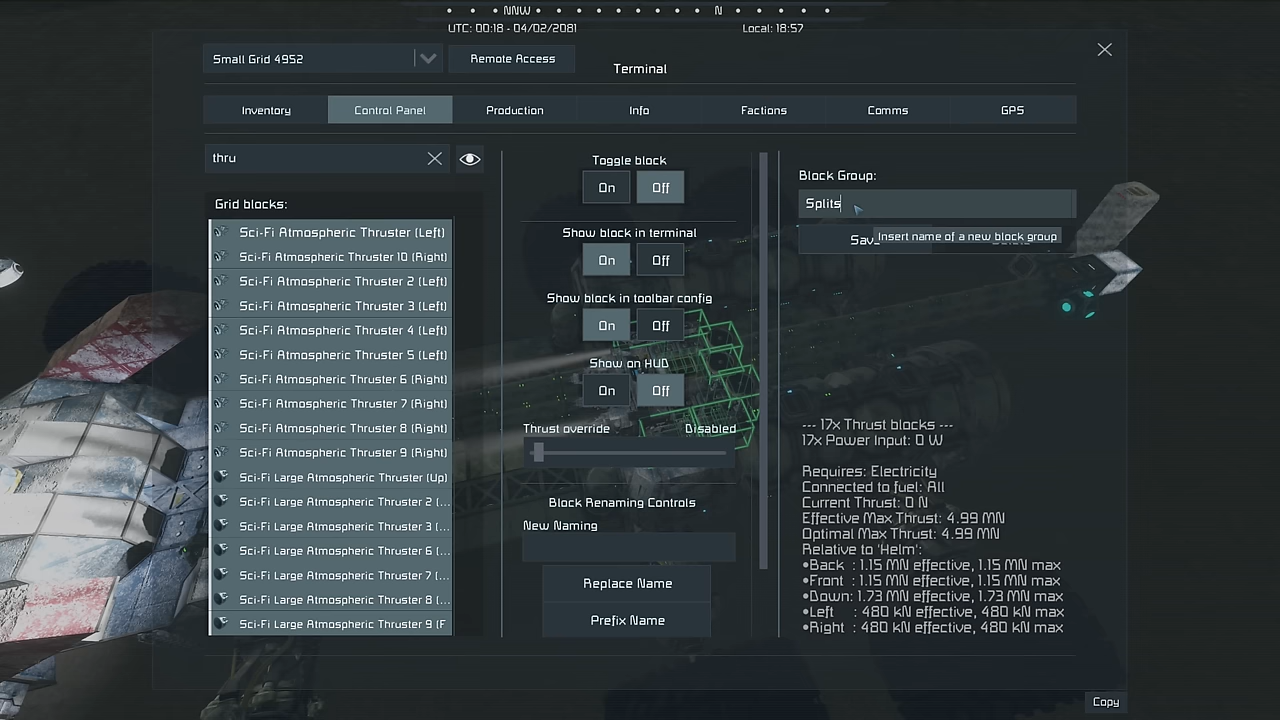 NNW N
UTC: 00:18 - 04/02/2081 Local: 18:57
Small Grid 4952
Remote Access
Terminal
Inventory Control Panel Production Info Factions Comms GPS
thru
Grid blocks:
Sci-Fi Atmospheric Thruster (Left)
Sci-Fi Atmospheric Thruster 10 (Right)
Sci-Fi Atmospheric Thruster 2 (Left)
Sci-Fi Atmospheric Thruster 3 (Left)
Sci-Fi Atmospheric Thruster 4 (Left)
Sci-Fi Atmospheric Thruster 5 (Left)
Sci-Fi Atmospheric Thruster 6 (Right)
Sci-Fi Atmospheric Thruster 7 (Right)
Sci-Fi Atmospheric Thruster 8 (Right)
Sci-Fi Atmospheric Thruster 9 (Right)
Sci-Fi Large Atmospheric Thruster (Up)
Sci-Fi Large Atmospheric Thruster 2 (...
Sci-Fi Large Atmospheric Thruster 3 (...
Sci-Fi Large Atmospheric Thruster 6 (...
Sci-Fi Large Atmospheric Thruster 7 (...
Sci-Fi Large Atmospheric Thruster 8 (...
Sci-Fi Large Atmospheric Thruster 9 (F
Toggle block
On Off
Show block in terminal
On Off
Show block in toolbar config
On Off
Show on HUD
On Off
Thrust override Disabled
Block Renaming Controls
New Naming
Replace Name
Prefix Name
Block Group:
Splits
Sav
Insert name of a new block group
--- 17x Thrust blocks ---
17x Power Input: 0 W
Requires: Electricity
Connected to fuel: All
Current Thrust: 0 N
Effective Max Thrust: 4.99 MN
Optimal Max Thrust: 4.99 MN
Relative to 'Helm':
•Back : 1.15 MN effective, 1.15 MN max
•Front : 1.15 MN effective, 1.15 MN max
•Down: 1.73 MN effective, 1.73 MN max
•Left : 480 kN effective, 480 kN max
•Right : 480 kN effective, 480 kN max
Copy